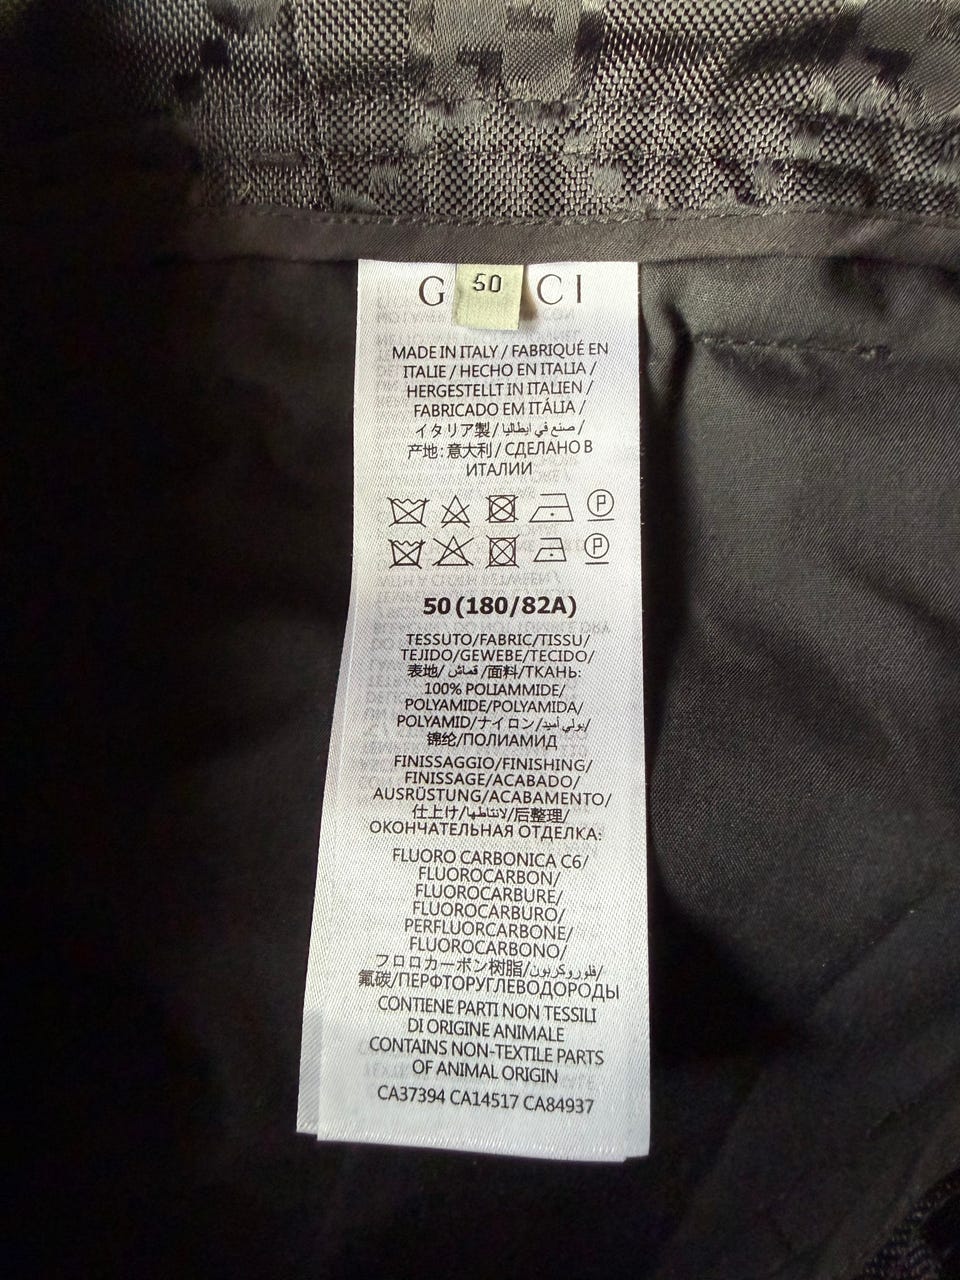 G CI
50
MADE IN ITALY / FABRIQUÉ EN
ITALIE / HECHO EN ITALIA /
HERGESTELLT IN ITALIEN /
FABRICADO EM ITÁLIA /
イタリア製 / صنع في ايطاليا /
产地: 意大利 / СДЕЛАНО В
ИТАЛИИ
P
P
50 (180/82A)
TESSUTO/FABRIC/TISSU/
TEJIDO/GEWEBE/TECIDO/
表地/ قماش /面料/ТКАНЬ:
100% POLIAMMIDE/
POLYAMIDE/POLYAMIDA/
POLYAMID/ナイロン/بولي أميد/
锦纶/ПОЛИАМИД
FINISSAGGIO/FINISHING/
FINISSAGE/ACABADO/
AUSRÜSTUNG/ACABAMENTO/
仕上げ/لانتاطها/后整理/
ОКОНЧАТЕЛЬНАЯ ОТДЕЛКА:
FLUORO CARBONICA C6/
FLUOROCARBON/
FLUOROCARBURE/
FLUOROCARBURO/
PERFLUORCARBONE/
FLUOROCARBONO/
フロロカーボン樹脂/فلوروكربون/
氟碳/ПЕРФТОРУГЛЕВОДОРОДЫ
CONTIENE PARTI NON TESSILI
DI ORIGINE ANIMALE
CONTAINS NON-TEXTILE PARTS
OF ANIMAL ORIGIN
CA37394 CA14517 CA84937